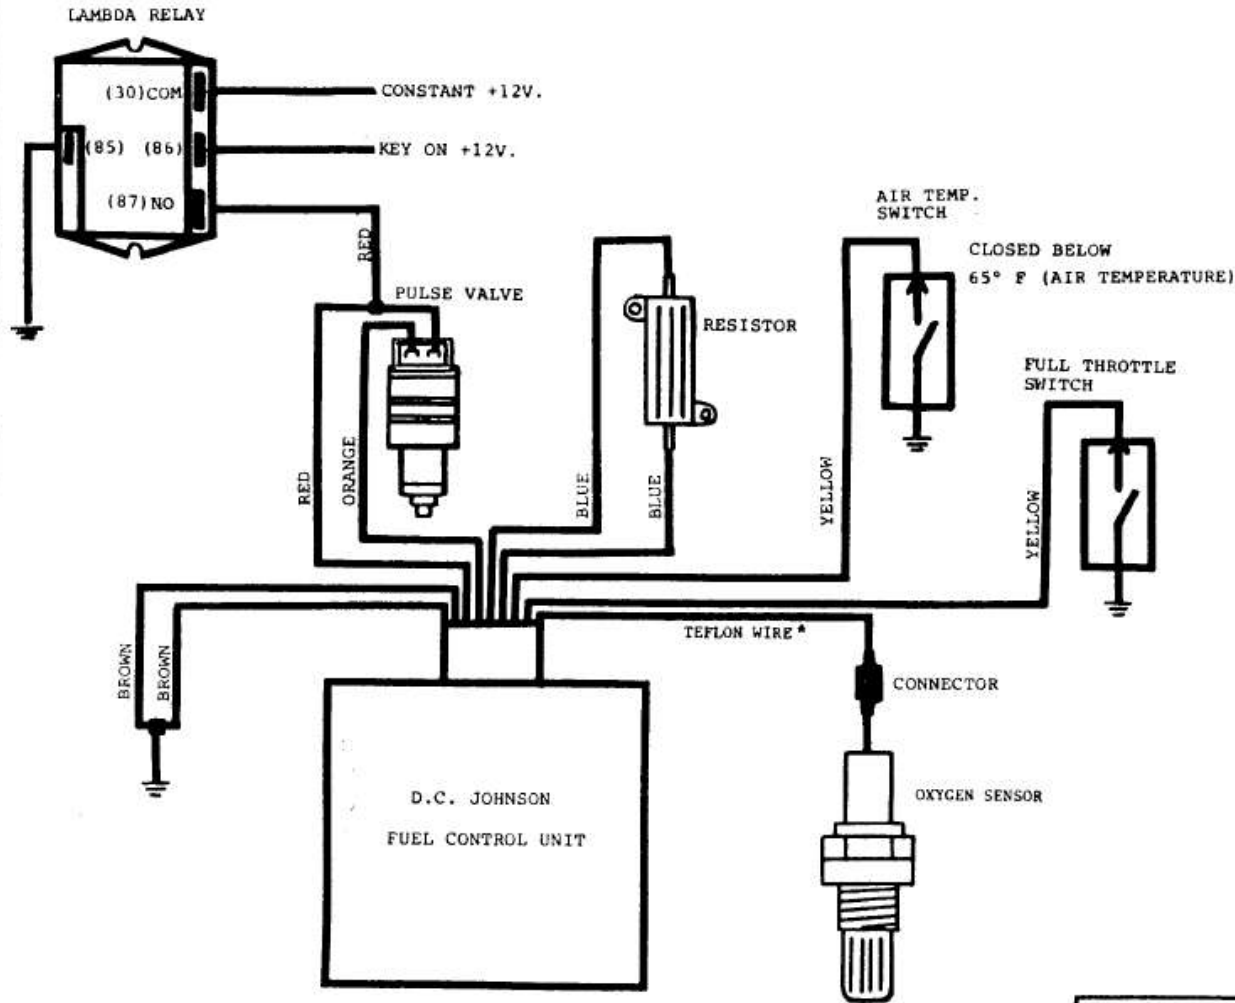 LAMBDA RELAY
(30)COM
CONSTANT +12V.
(85) (86)
KEY ON +12V.
(87)NO
RED
PULSE VALVE
RESISTOR
AIR TEMP.
SWITCH
CLOSED BELOW
65° F (AIR TEMPERATURE)
FULL THROTTLE
SWITCH
RED
ORANGE
BLUE
BLUE
YELLOW
YELLOW
BROWN
BROWN
TEFLON WIRE*
CONNECTOR
OXYGEN SENSOR
D.C. JOHNSON
FUEL CONTROL UNIT